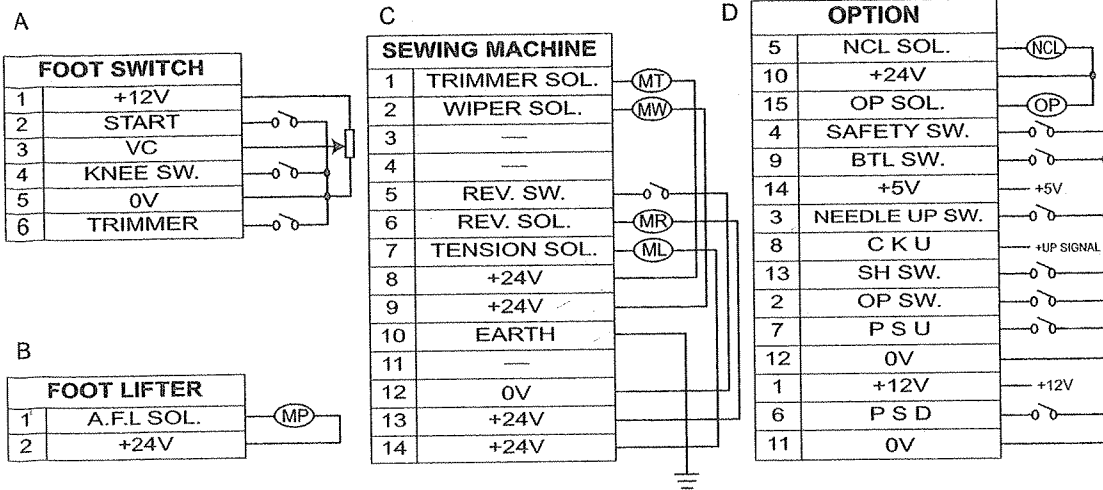 A
FOOT SWITCH
1 +12V
2 START
3 VC
4 KNEE SW.
5 0V
6 TRIMMER
B
FOOT LIFTER
1 A.F.L SOL. MP
2 +24V
C
SEWING MACHINE
1 TRIMMER SOL. MT
2 WIPER SOL. MW
3 —
4 —
5 REV. SW.
6 REV. SOL. MR
7 TENSION SOL. ML
8 +24V
9 +24V
10 EARTH
11 —
12 0V
13 +24V
14 +24V
D
OPTION
5 NCL SOL. NCL
10 +24V
15 OP SOL. OP
4 SAFETY SW.
9 BTL SW.
14 +5V +5V
3 NEEDLE UP SW.
8 C K U +UP SIGNAL
13 SH SW.
2 OP SW.
7 P S U
12 0V
1 +12V +12V
6 P S D
11 0V